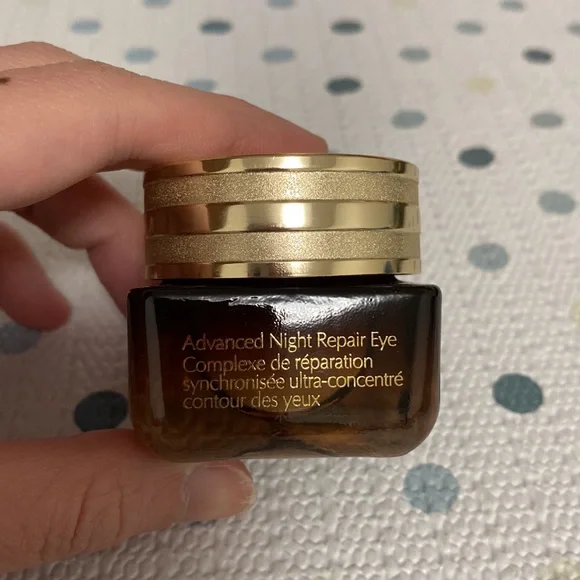 Advanced Night Repair Eye
Complexe de réparation
synchronisée ultra-concentré
contour des yeux